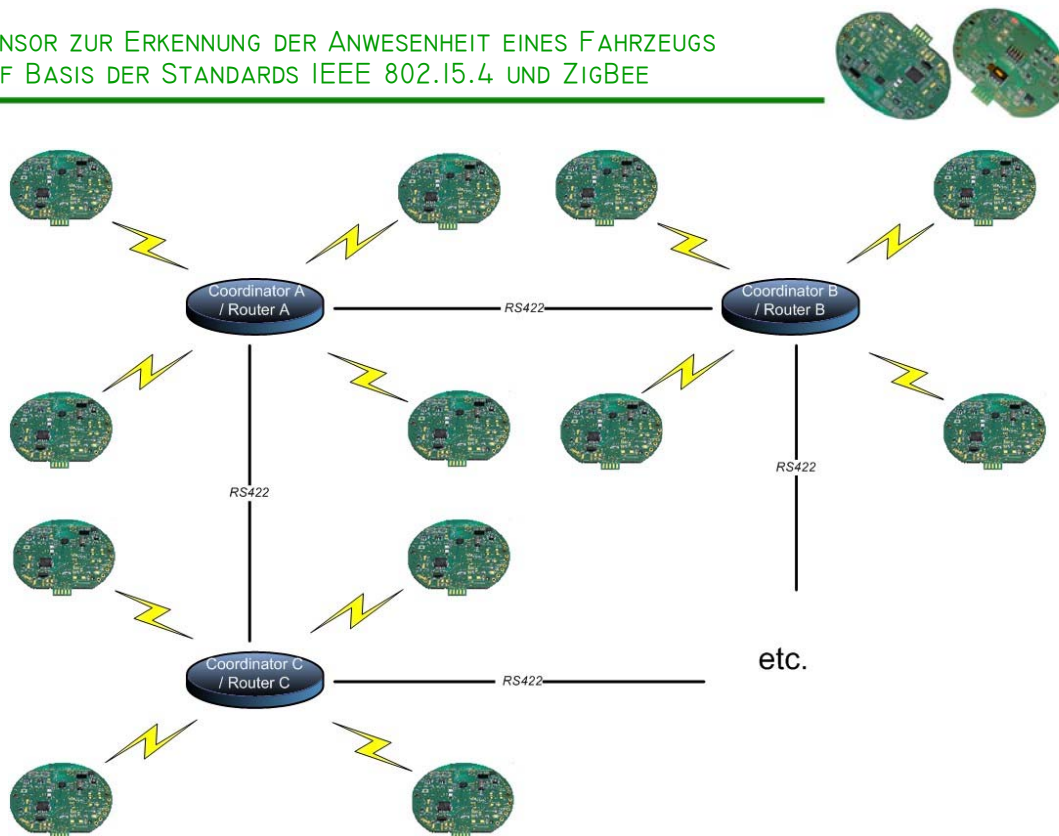 NSOR ZUR ERKENNUNG DER ANWESENHEIT EINES FAHRZEUGS
F BASIS DER STANDARDS IEEE 802.15.4 UND ZIGBEE
Coordinator A
/ Router A
RS422
Coordinator B
/ Router B
RS422
RS422
Coordinator C
/ Router C
RS422
etc.